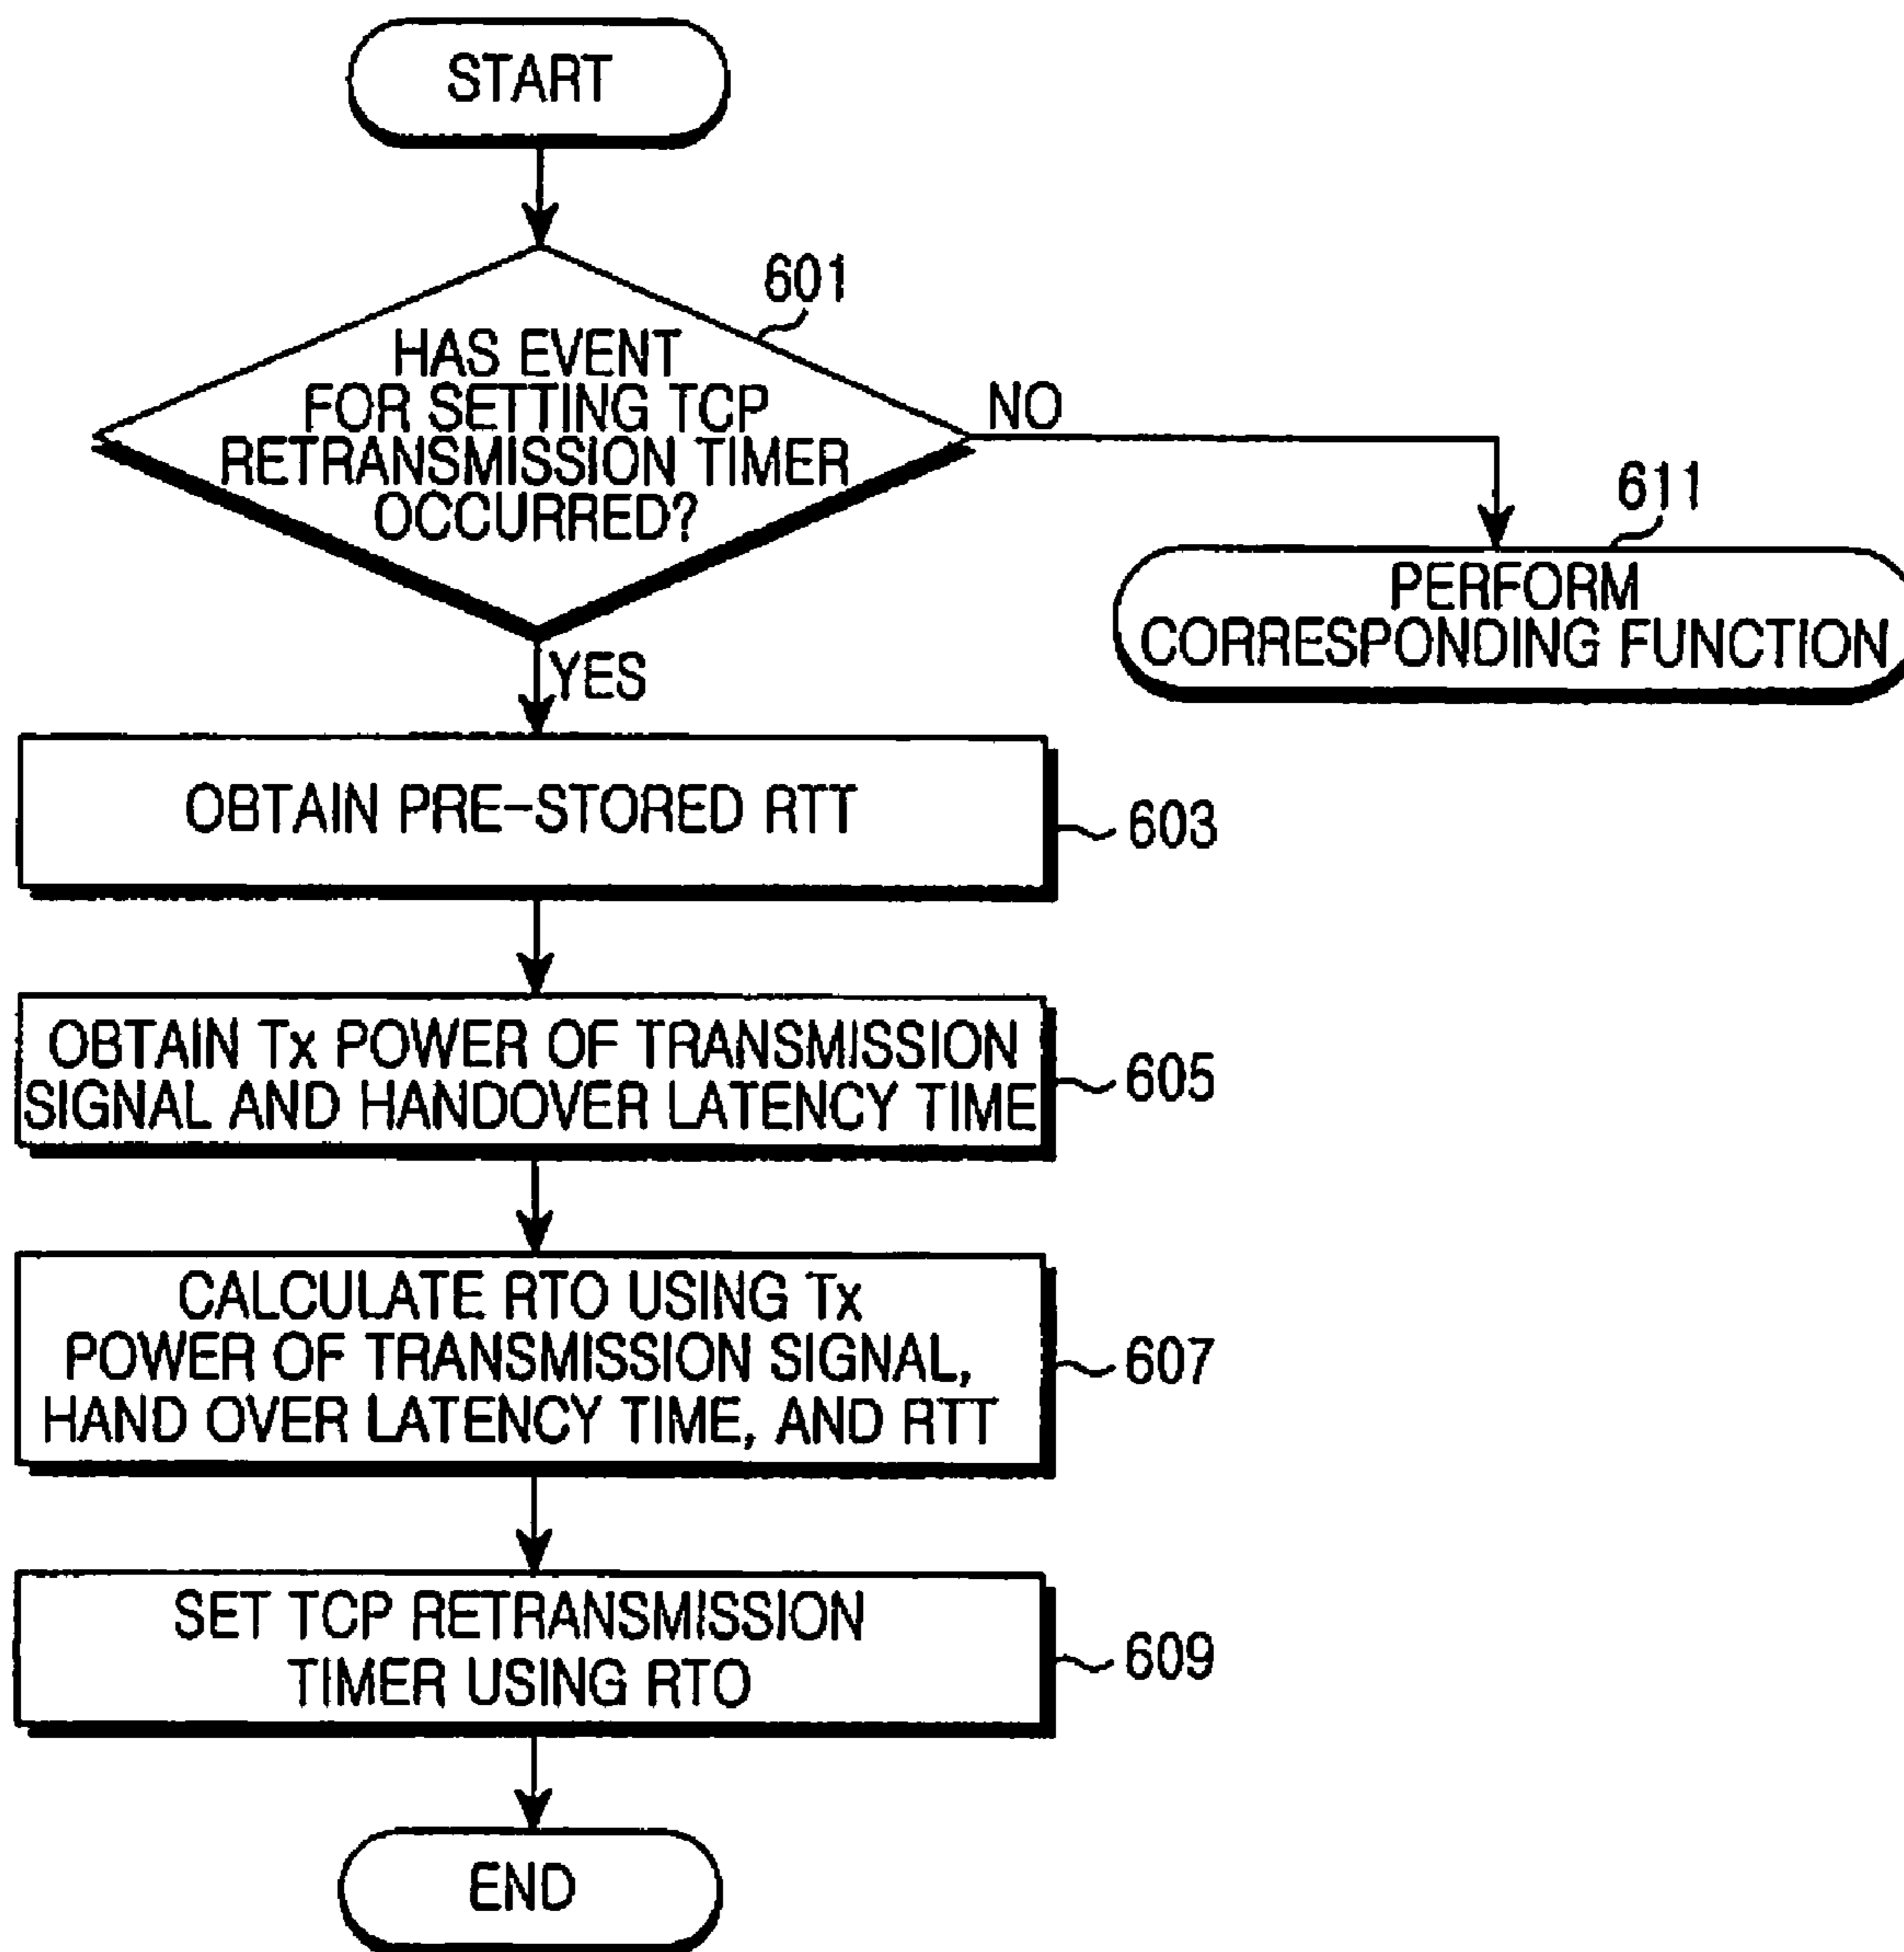 START
601
HAS EVENT
FOR SETTING TCP
RETRANSMISSION TIMER
OCCURRED?
NO
611
PERFORM
CORRESPONDING FUNCTION
YES
OBTAIN PRE-STORED RTT
603
OBTAIN Tx POWER OF TRANSMISSION
SIGNAL AND HANDOVER LATENCY TIME
605
CALCULATE RTO USING Tx
POWER OF TRANSMISSION SIGNAL,
HAND OVER LATENCY TIME, AND RTT
607
SET TCP RETRANSMISSION
TIMER USING RTO
609
END